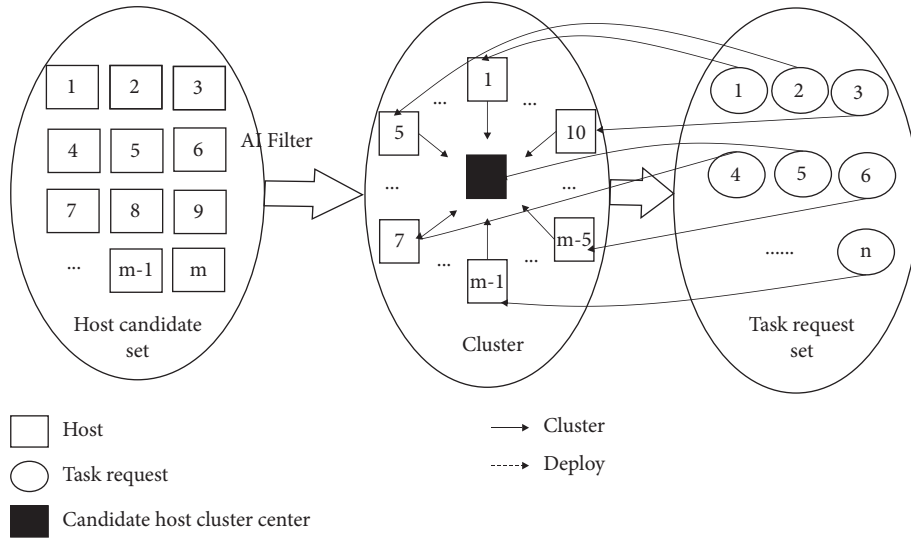 1 2 3
4 5 6
7 8 9
... m-1 m
Host candidate
set
AI Filter
1
... ...
5 10
... ...
7 m-5
... ...
m-1
Cluster
1 2 3
4 5 6
...... n
Task request
set
Host
Task request
Candidate host cluster center
Cluster
Deploy